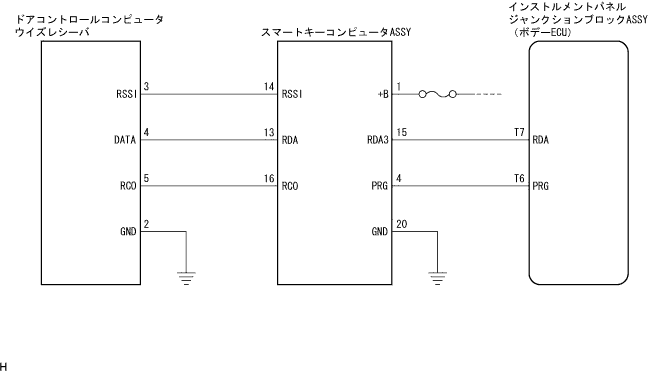 ドアコントロールコンピュータ
ウイズレシーバ
スマートキーコンピュータASSY
インストルメントパネル
ジャンクションブロックASSY
(ボデーECU)
RSSI 3 14 RSSI +B 1
DATA 4 13 RDA RDA3 15 T7 RDA
RCO 5 16 RCO PRG 4 T6 PRG
GND 2 GND 20
H